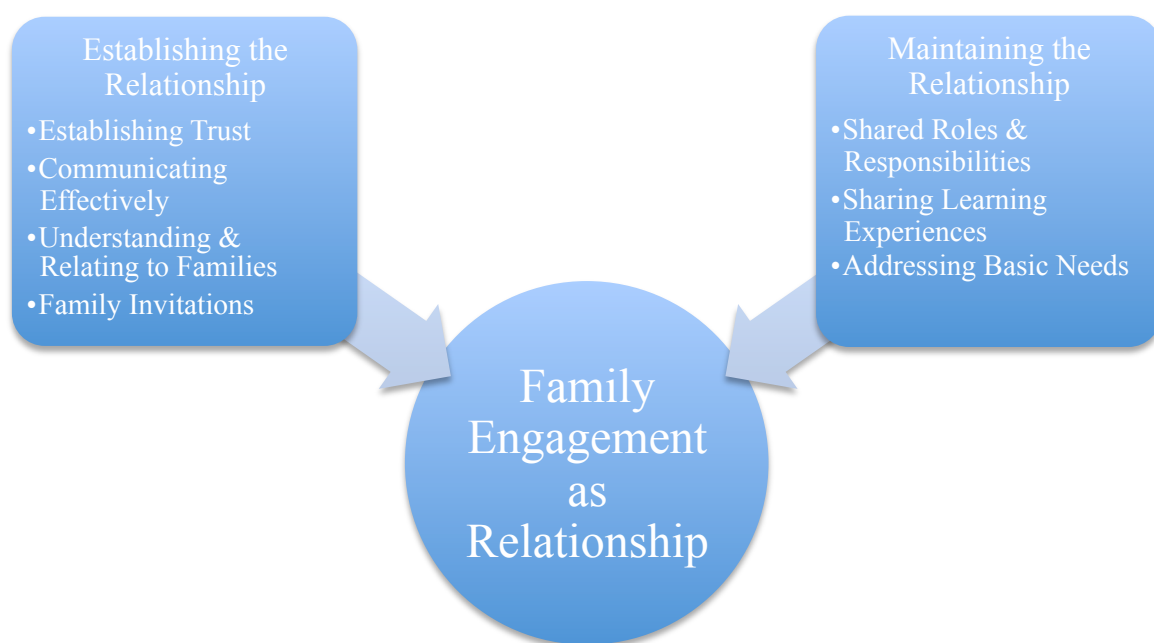 Establishing the
Relationship
•Establishing Trust
•Communicating
Effectively
•Understanding &
Relating to Families
•Family Invitations
Maintaining the
Relationship
•Shared Roles &
Responsibilities
•Sharing Learning
Experiences
•Addressing Basic Needs
Family
Engagement
as
Relationship